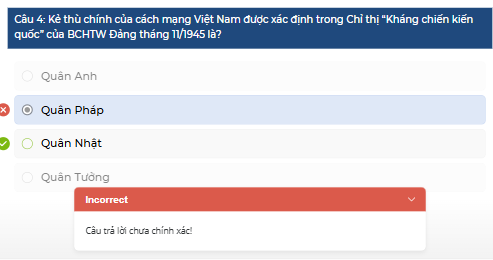 Câu 4: Kẻ thù chính của cách mạng Việt Nam được xác định trong Chỉ thị “Kháng chiến kiến
quốc” của BCHTW Đảng tháng 11/1945 là?
Quân Anh
Quân Pháp
Quân Nhật
Quân Tưởng
Incorrect
Câu trả lời chưa chính xác!